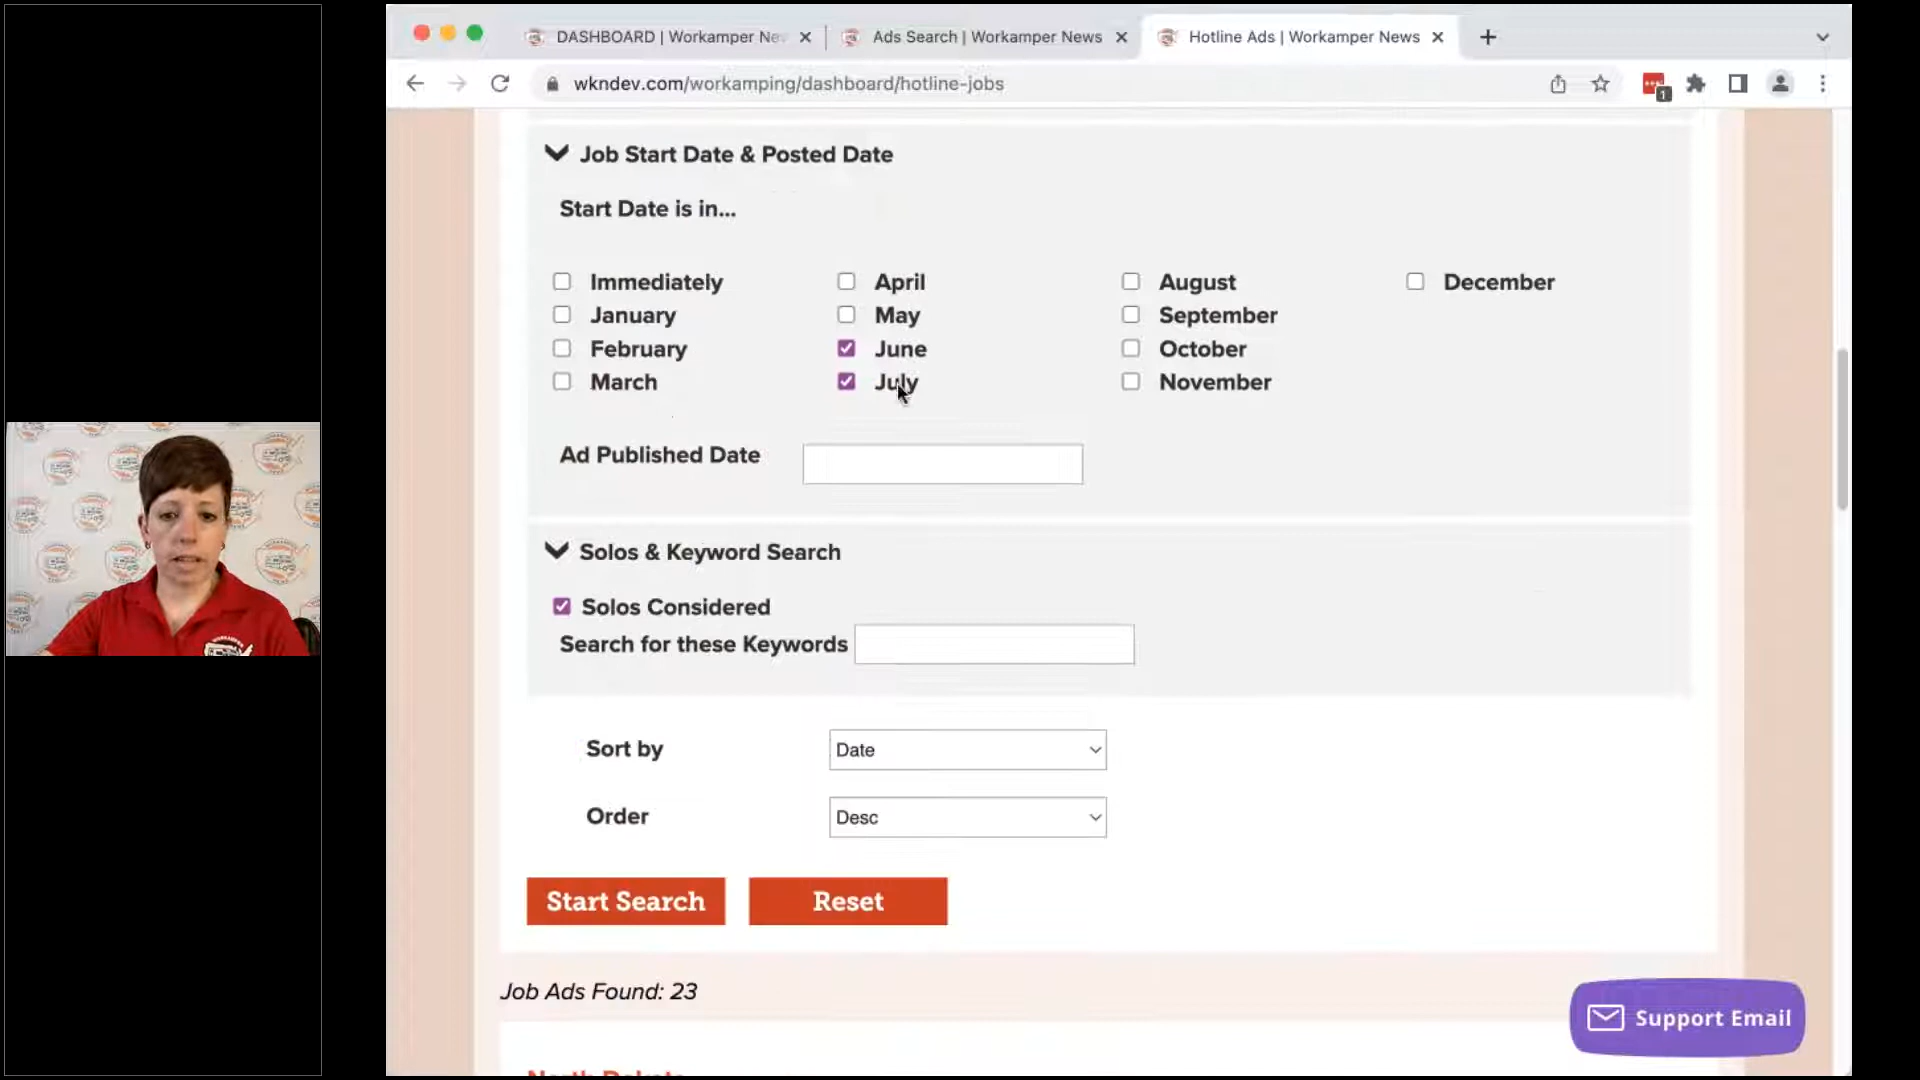 DASHBOARD | Workamper Ne
Ads Search | Workamper News
Hotline Ads | Workamper News
wkndev.com/workamping/dashboard/hotline-jobs
1
Job Start Date & Posted Date
Start Date is in...
Immediately
April
August
December
January
May
September
February
June
October
March
July
November
Ad Published Date
Solos & Keyword Search
Solos Considered
Search for these Keywords
Sort by
Date
Order
Desc
Start Search
Reset
Job Ads Found: 23
Support Email
North Dakota